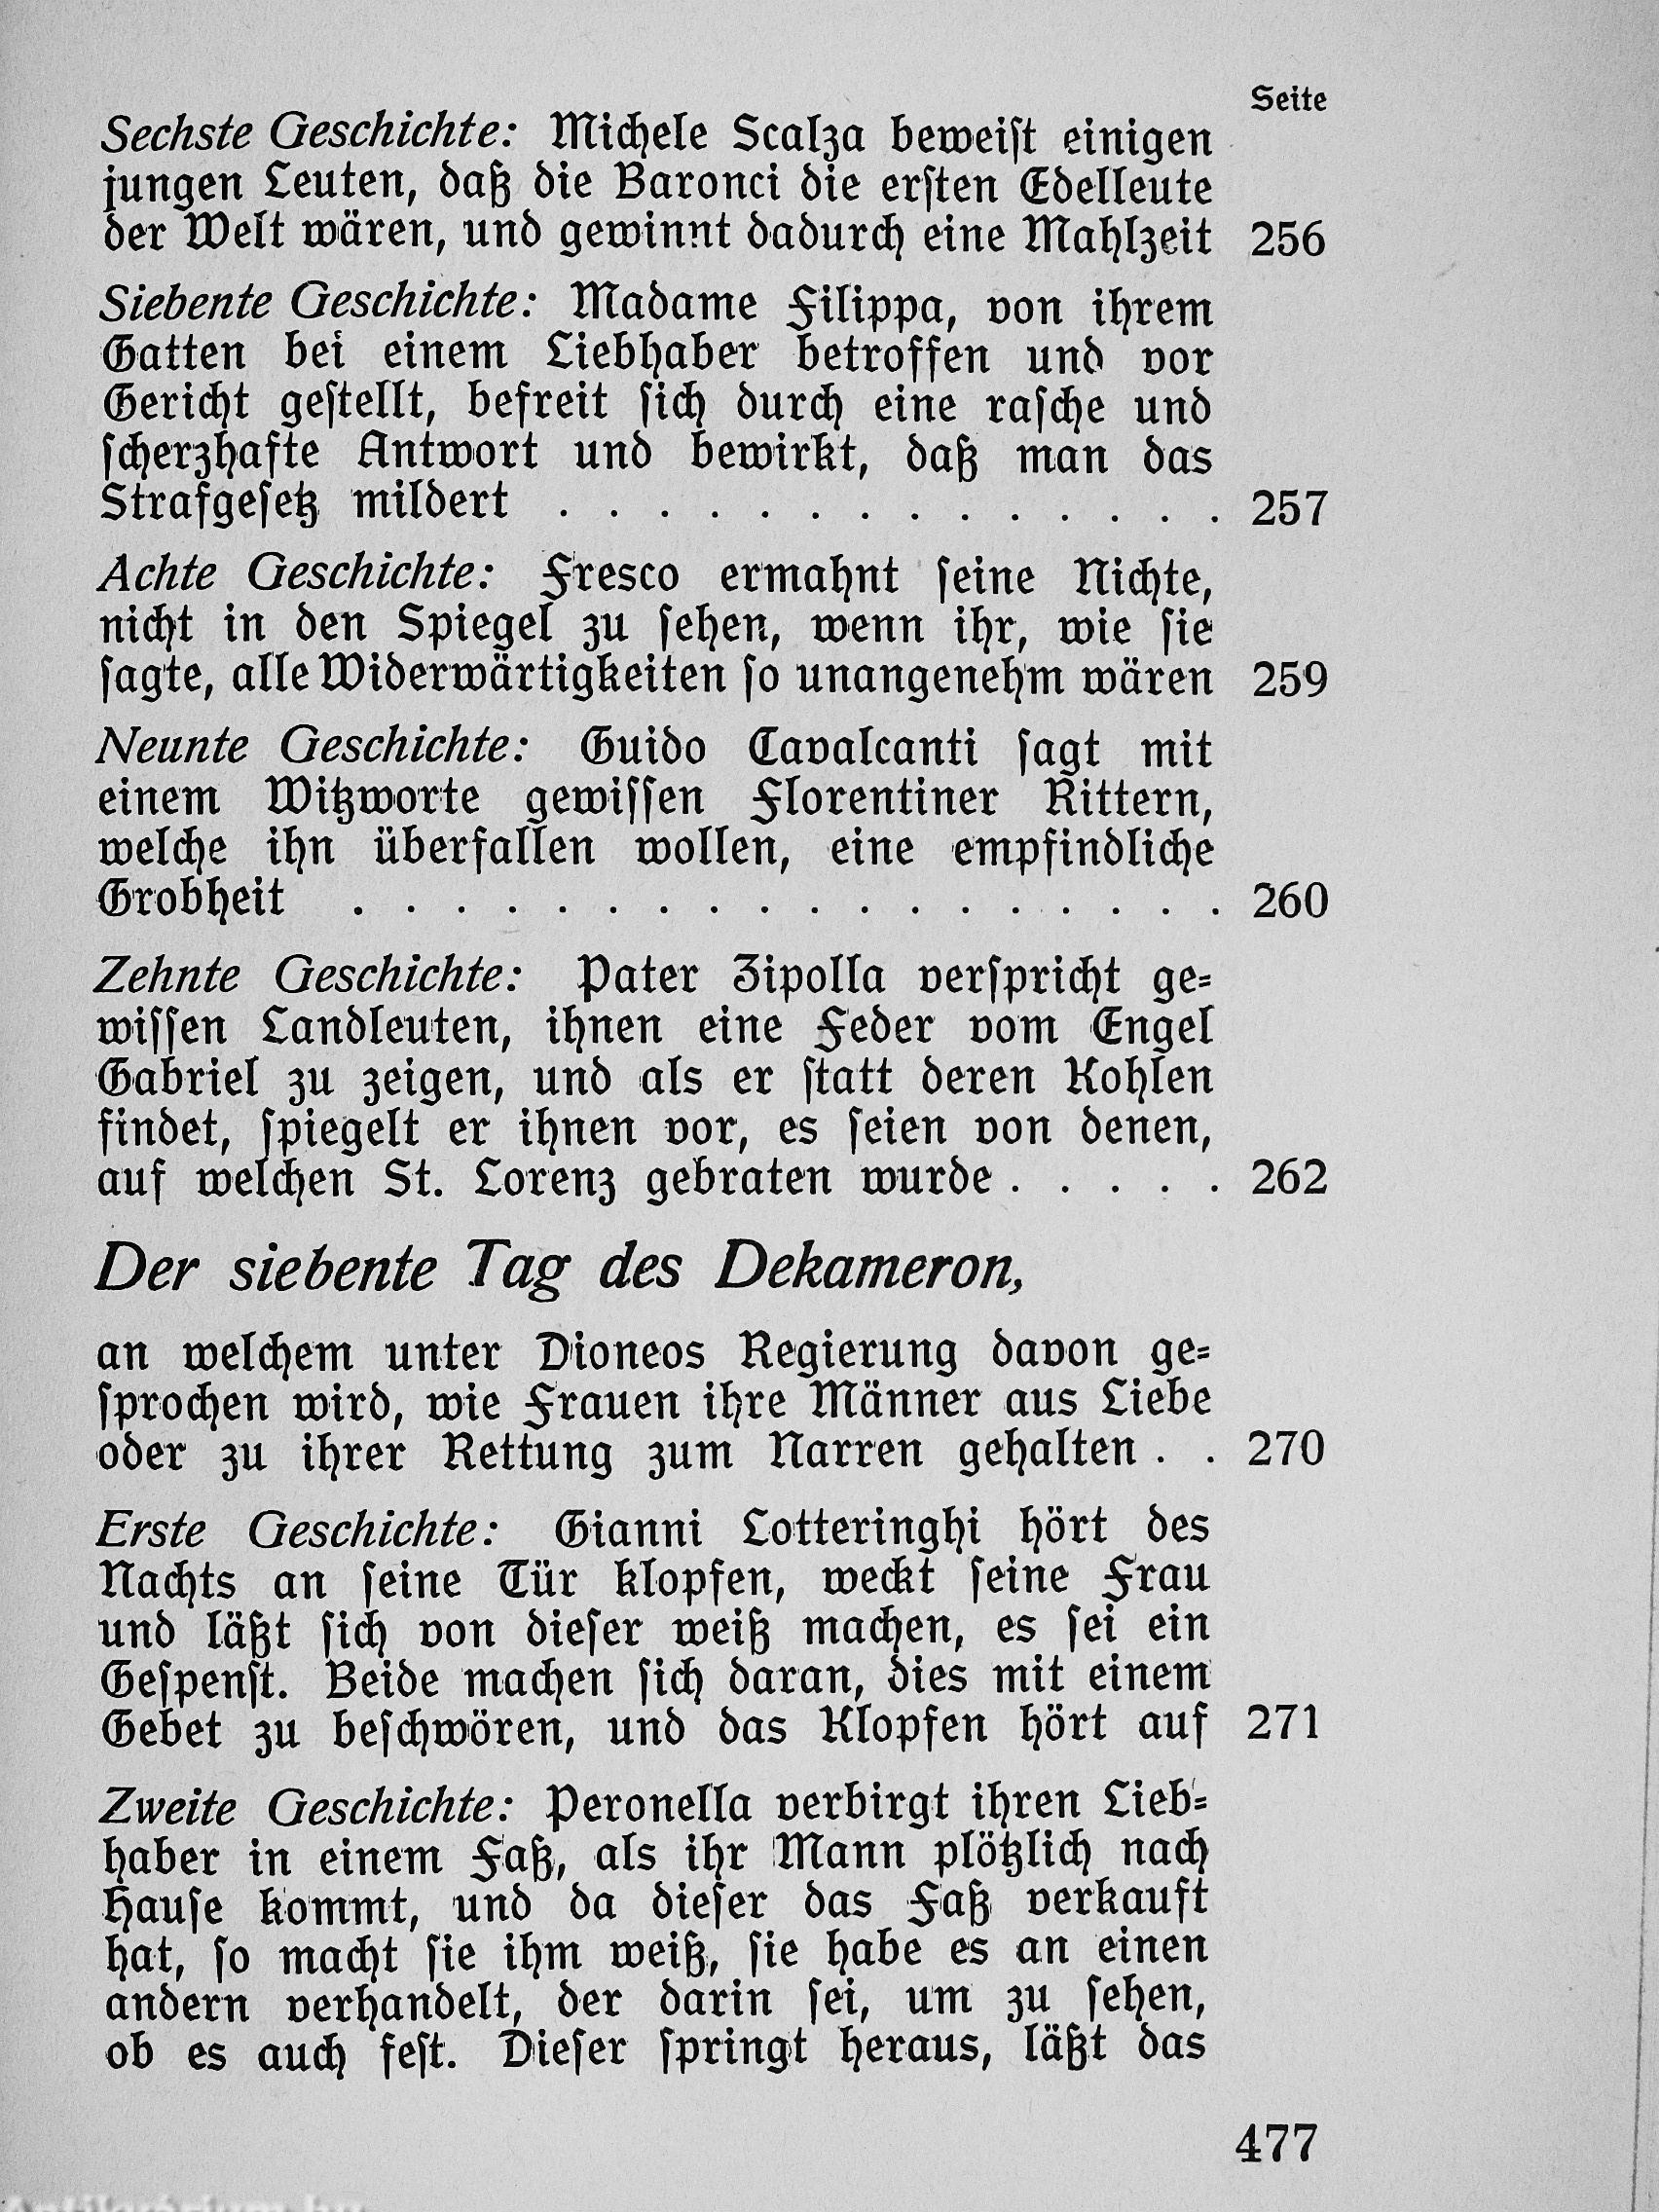 Seite
Sechste Geschichte: Michele Scalza beweiſt einigen
jungen Leuten, daß die Baronci die erſten Edelleute
der Welt wären, und gewinnt dadurch eine Mahlzeit 256
Siebente Geschichte: Madame Filippa, von ihrem
Gatten bei einem Liebhaber betroffen und vor
Gericht geſtellt, befreit ſich durch eine raſche und
ſcherzhafte Antwort und bewirkt, daß man das
Strafgeſetz mildert . . . . . . . . . . . . . . 257
Achte Geschichte: Fresco ermahnt ſeine Nichte,
nicht in den Spiegel zu ſehen, wenn ihr, wie ſie
ſagte, alle Widerwärtigkeiten ſo unangenehm wären 259
Neunte Geschichte: Guido Cavalcanti ſagt mit
einem Witzworte gewiſſen Florentiner Rittern,
welche ihn überfallen wollen, eine empfindliche
Grobheit . . . . . . . . . . . . . . . . . . 260
Zehnte Geschichte: Pater Zipolla verſpricht ge-
wiſſen Landleuten, ihnen eine Feder vom Engel
Gabriel zu zeigen, und als er ſtatt deren Kohlen
findet, ſpiegelt er ihnen vor, es ſeien von denen,
auf welchen St. Lorenz gebraten wurde . . . . . 262
Der siebente Tag des Dekameron,
an welchem unter Dioneos Regierung davon ge-
ſprochen wird, wie Frauen ihre Männer aus Liebe
oder zu ihrer Rettung zum Narren gehalten . . 270
Erste Geschichte: Gianni Lotteringhi hört des
Nachts an ſeine Tür klopfen, weckt ſeine Frau
und läßt ſich von dieſer weiß machen, es ſei ein
Geſpenſt. Beide machen ſich daran, dies mit einem
Gebet zu beſchwören, und das Klopfen hört auf 271
Zweite Geschichte: Peronella verbirgt ihren Lieb-
haber in einem Faß, als ihr Mann plötzlich nach
Hauſe kommt, und da dieſer das Faß verkauft
hat, ſo macht ſie ihm weiß, ſie habe es an einen
andern verhandelt, der darin ſei, um zu ſehen,
ob es auch feſt. Dieſer ſpringt heraus, läßt das
477